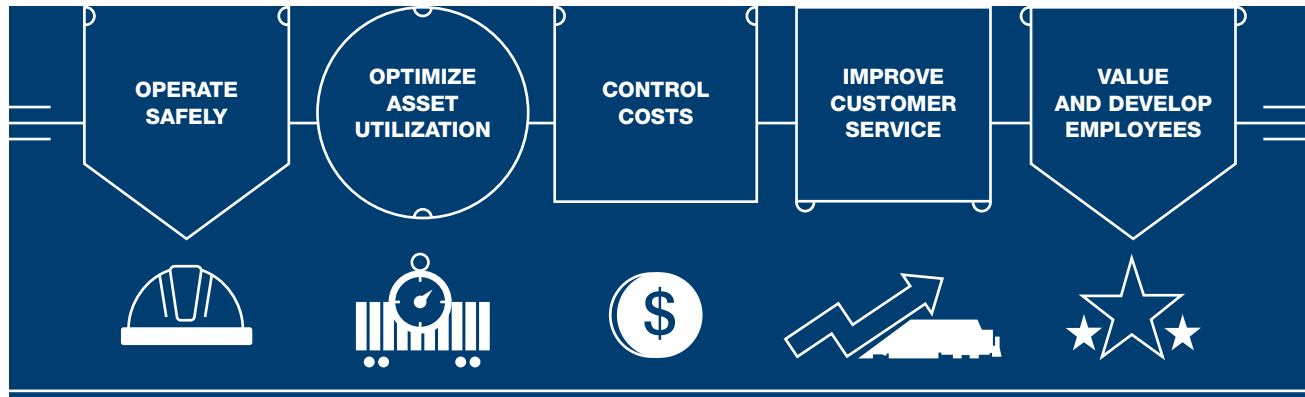 OPERATE
SAFELY
OPTIMIZE
ASSET
UTILIZATION
CONTROL
COSTS
IMPROVE
CUSTOMER
SERVICE
VALUE
AND DEVELOP
EMPLOYEES
$